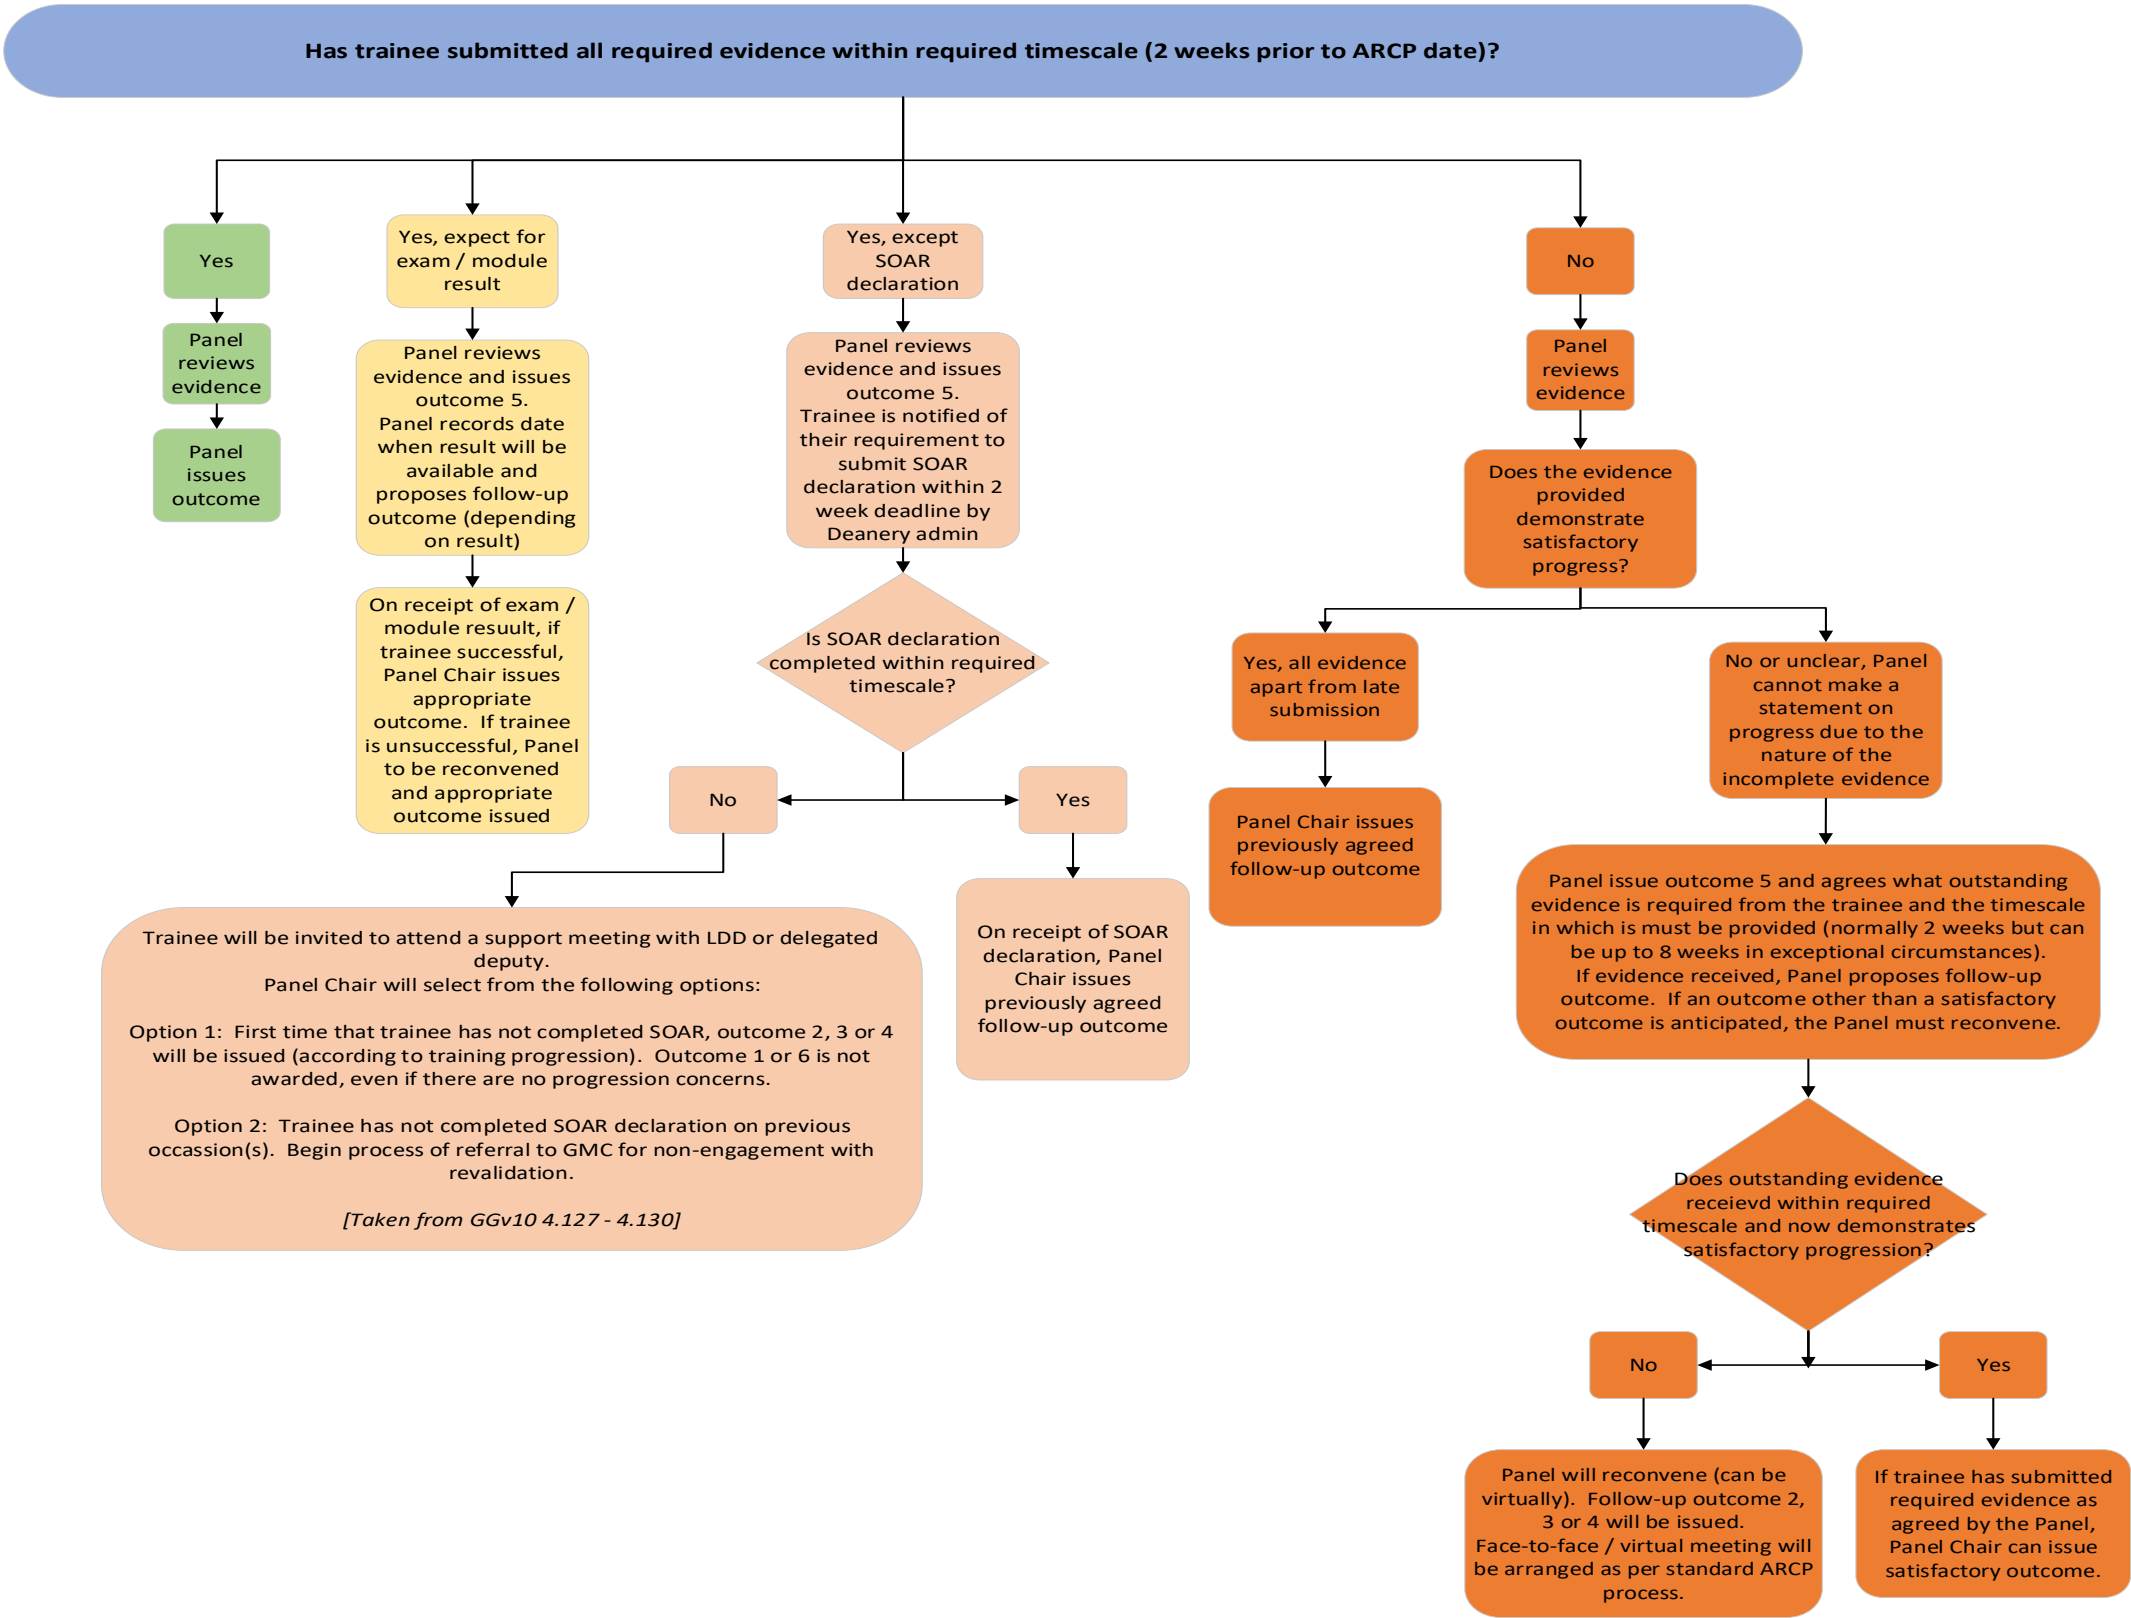 Has trainee submitted all required evidence within required timescale (2 weeks prior to ARCP date)?
Yes
Panel
reviews
evidence
Panel
issues
outcome
Yes, expect for
exam / module
result
Panel reviews
evidence and issues
outcome 5.
Panel records date
when result will be
available and
proposes follow-up
outcome (depending
on result)
On receipt of exam /
module resuult, if
trainee successful,
Panel Chair issues
appropriate
outcome.  If trainee
is unsuccessful, Panel
to be reconvened
and appropriate
outcome issued
Yes, except
SOAR
declaration
Panel reviews
evidence and issues
outcome 5.
Trainee is notified of
their requirement to
submit SOAR
declaration within 2
week deadline by
Deanery admin
Is SOAR declaration
completed within required
timescale?
No
Trainee will be invited to attend a support meeting with LDD or delegated
deputy.
Panel Chair will select from the following options:
Option 1:  First time that trainee has not completed SOAR, outcome 2, 3 or 4
will be issued (according to training progression).  Outcome 1 or 6 is not
awarded, even if there are no progression concerns.
Option 2:  Trainee has not completed SOAR declaration on previous
occassion(s).  Begin process of referral to GMC for non-engagement with
revalidation.
[Taken from GGv10 4.127 - 4.130]
Yes
On receipt of SOAR
declaration, Panel
Chair issues
previously agreed
follow-up outcome
No
Panel
reviews
evidence
Does the evidence
provided
demonstrate
satisfactory
progress?
Yes, all evidence
apart from late
submission
Panel Chair issues
previously agreed
follow-up outcome
No or unclear, Panel
cannot make a
statement on
progress due to the
nature of the
incomplete evidence
Panel issue outcome 5 and agrees what outstanding
evidence is required from the trainee and the timescale
in which is must be provided (normally 2 weeks but can
be up to 8 weeks in exceptional circumstances).
If evidence received, Panel proposes follow-up
outcome.  If an outcome other than a satisfactory
outcome is anticipated, the Panel must reconvene.
Does outstanding evidence
receievd within required
timescale and now demonstrates
satisfactory progression?
No
Panel will reconvene (can be
virtually).  Follow-up outcome 2,
3 or 4 will be issued.
Face-to-face / virtual meeting will
be arranged as per standard ARCP
process.
Yes
If trainee has submitted
required evidence as
agreed by the Panel,
Panel Chair can issue
satisfactory outcome.